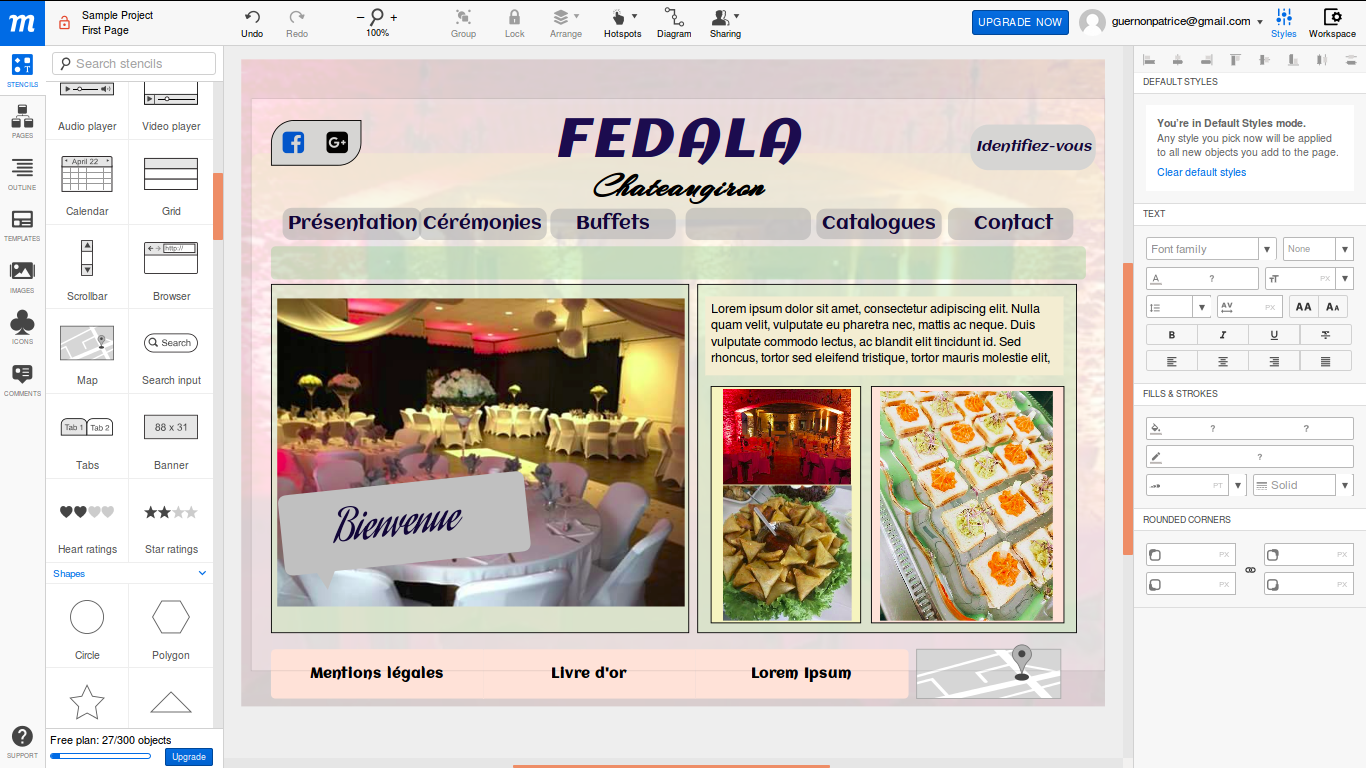 m
Sample Project
First Page
Undo
Redo
− +
100%
Group
Lock
Arrange
Hotspots
Diagram
Sharing
UPGRADE NOW
guernonpatrice@gmail.com
Styles
Workspace
STENCILS
PAGES
OUTLINE
TEMPLATES
IMAGES
ICONS
COMMENTS
SUPPORT
Search stencils
Audio player
Video player
April 22
Calendar
Grid
http://
Scrollbar
Browser
Search
Map
Search input
Tab 1 Tab 2
88 x 31
Tabs
Banner
Heart ratings
Star ratings
Shapes
Circle
Polygon
Free plan: 27/300 objects
Upgrade
f G+
FEDALA
Identifiez-vous
Chateaugiron
Présentation
Cérémonies
Buffets
Catalogues
Contact
Bienvenue
Lorem ipsum dolor sit amet, consectetur adipiscing elit. Nulla
quam velit, vulputate eu pharetra nec, mattis ac neque. Duis
vulputate commodo lectus, ac blandit elit tincidunt id. Sed
rhoncus, tortor sed eleifend tristique, tortor mauris molestie elit,
Mentions légales
Livre d'or
Lorem Ipsum
DEFAULT STYLES
You're in Default Styles mode.
Any style you pick now will be applied
to all new objects you add to the page.
Clear default styles
TEXT
Font family
None
A ?
TT PX
AV PX
AA AA
B I U S
FILLS & STROKES
? ?
?
PT
Solid
ROUNDED CORNERS
PX PX
PX PX